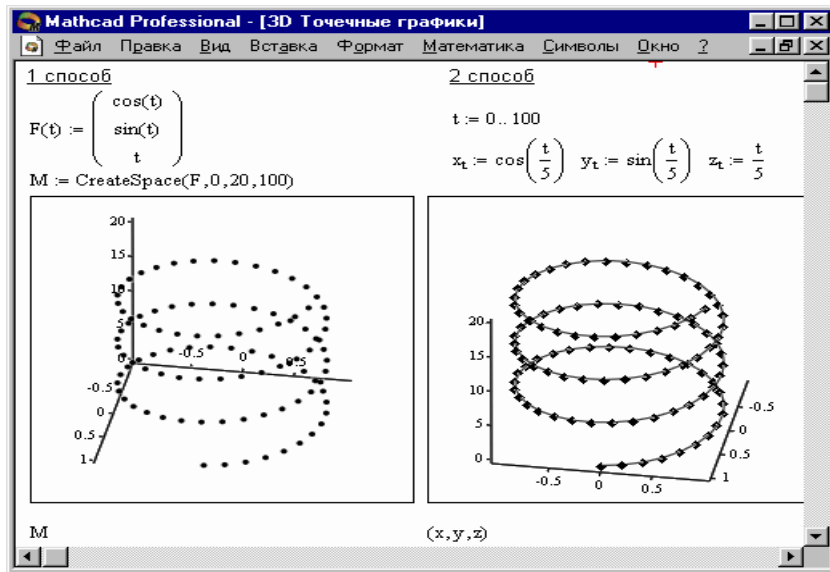 Mathcad Professional - [3D Точечные графики]
Файл Правка Вид Вставка Формат Математика Символы Окно ?
1 способ
F(t) := ( cos(t) sin(t) t )
M := CreateSpace(F,0,20,100)
20
15
10
5
0
-0.5 0 0.5
-0.5
0
0.5
1
M
2 способ
t := 0 .. 100
x_t := cos(t/5) y_t := sin(t/5) z_t := t/5
20
15
10
5
0
-0.5 0 0.5
-0.5
0
0.5
1
(x,y,z)